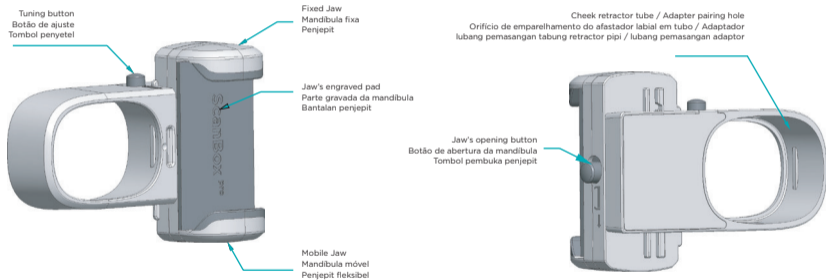 Tuning button
Botão de ajuste
Tombol penyetel
Fixed Jaw
Mandíbula fixa
Penjepit
Jaw's engraved pad
Parte gravada da mandíbula
Bantalan penjepit
ScanBox pro
Mobile Jaw
Mandíbula móvel
Penjepit fleksibel
Cheek retractor tube / Adapter pairing hole
Orifício de emparelhamento do afastador labial em tubo / Adaptador
lubang pemasangan tabung retractor pipi / lubang pemasangan adaptor
Jaw's opening button
Botão de abertura da mandíbula
Tombol pembuka penjepit